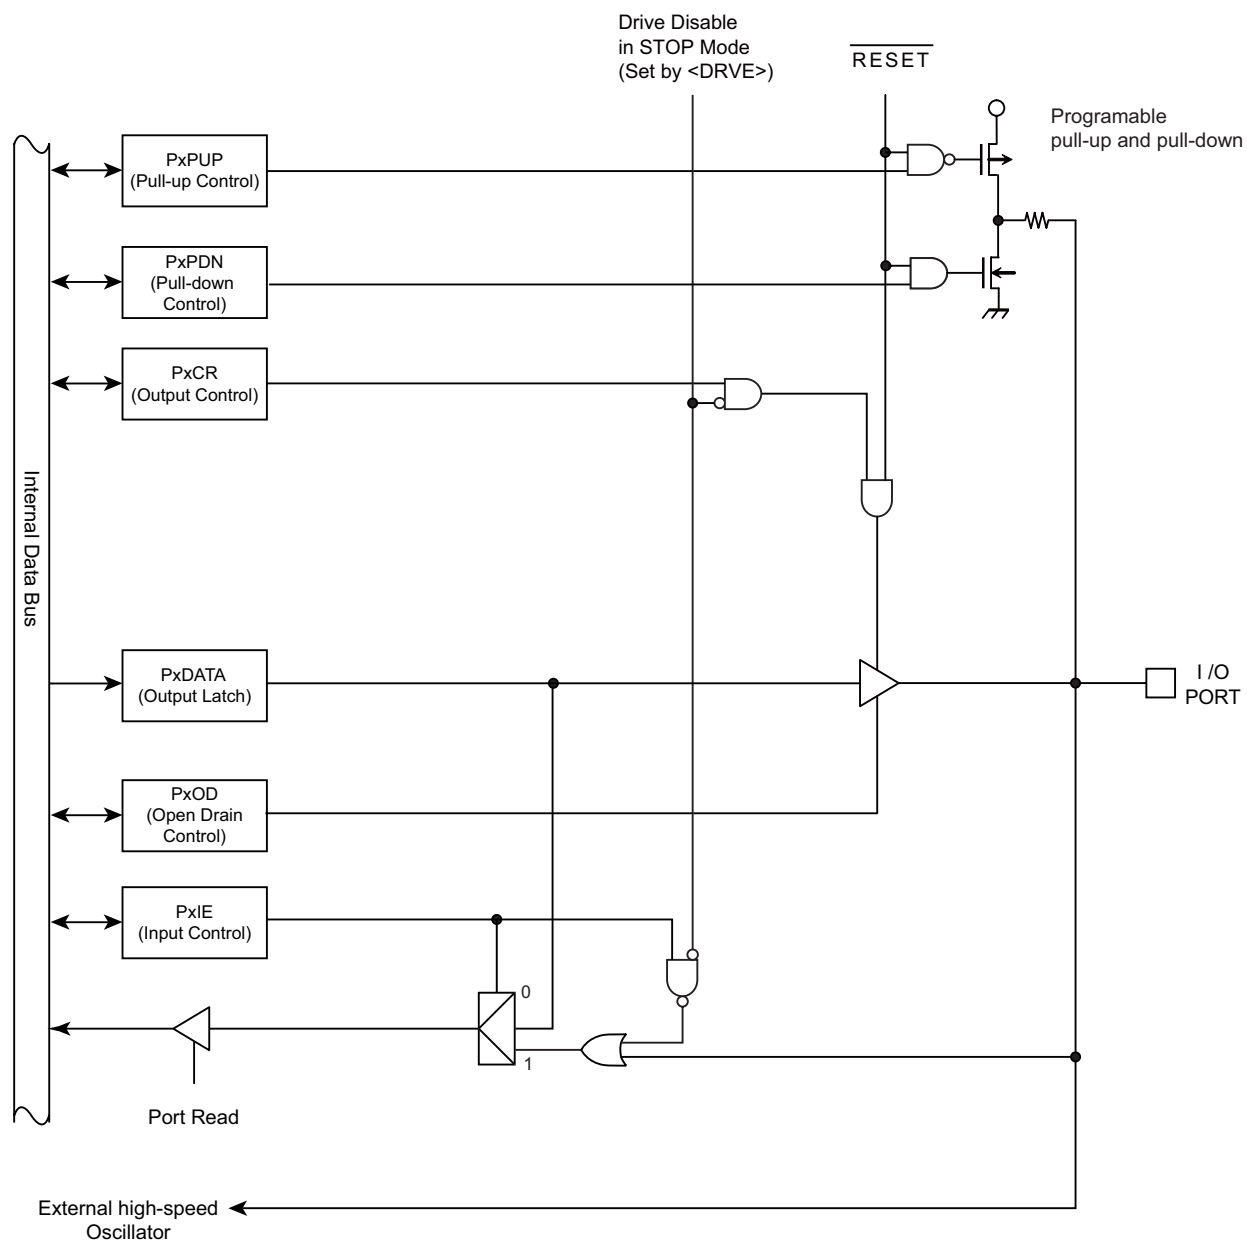 Drive Disable
in STOP Mode
(Set by <DRVE>)
RESET
Programable
pull-up and pull-down
PxPUP
(Pull-up Control)
PxPDN
(Pull-down
Control)
PxCR
(Output Control)
Internal Data Bus
PxDATA
(Output Latch)
I /O
PORT
PxOD
(Open Drain
Control)
PxIE
(Input Control)
0
1
Port Read
External high-speed
Oscillator